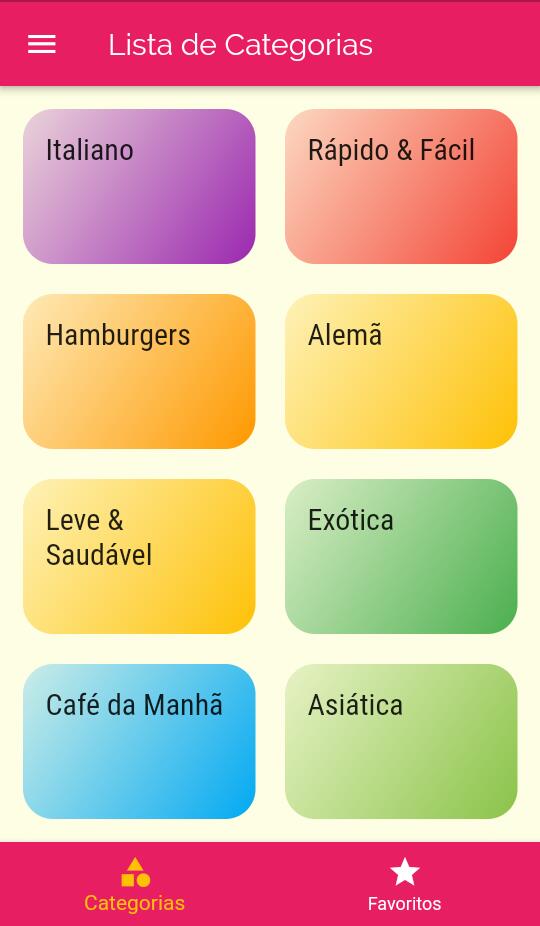 Lista de Categorias
Italiano
Rápido & Fácil
Hamburgers
Alemã
Leve &
Saudável
Exótica
Café da Manhã
Asiática
Categorias
Favoritos